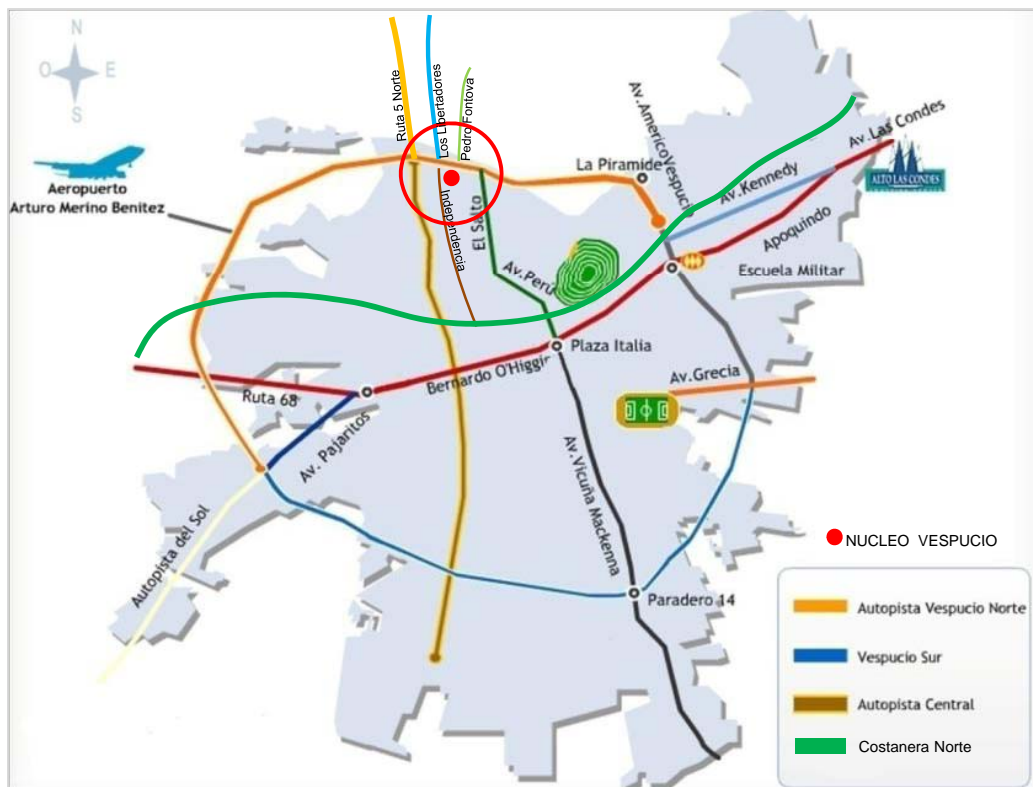 N
O
E
S
Ruta 5 Norte
Los Libertadores
Pedro Fontova
Aeropuerto
Arturo Merino Benitez
Independencia
El Salto
Av.Perú
La Piramide
Av.AmericoVespucio
Av.Kennedy
Av.Las Condes
ALTO LAS CONDES
Apoquindo
Escuela Militar
Plaza Italia
Bernardo O'Higgir
Av.Grecia
Ruta 68
Av. Pajaritos
Autopista del Sol
Av.Vicuña Mackenna
Paradero 14
NUCLEO VESPUCIO
Autopista Vespucio Norte
Vespucio Sur
Autopista Central
Costanera Norte